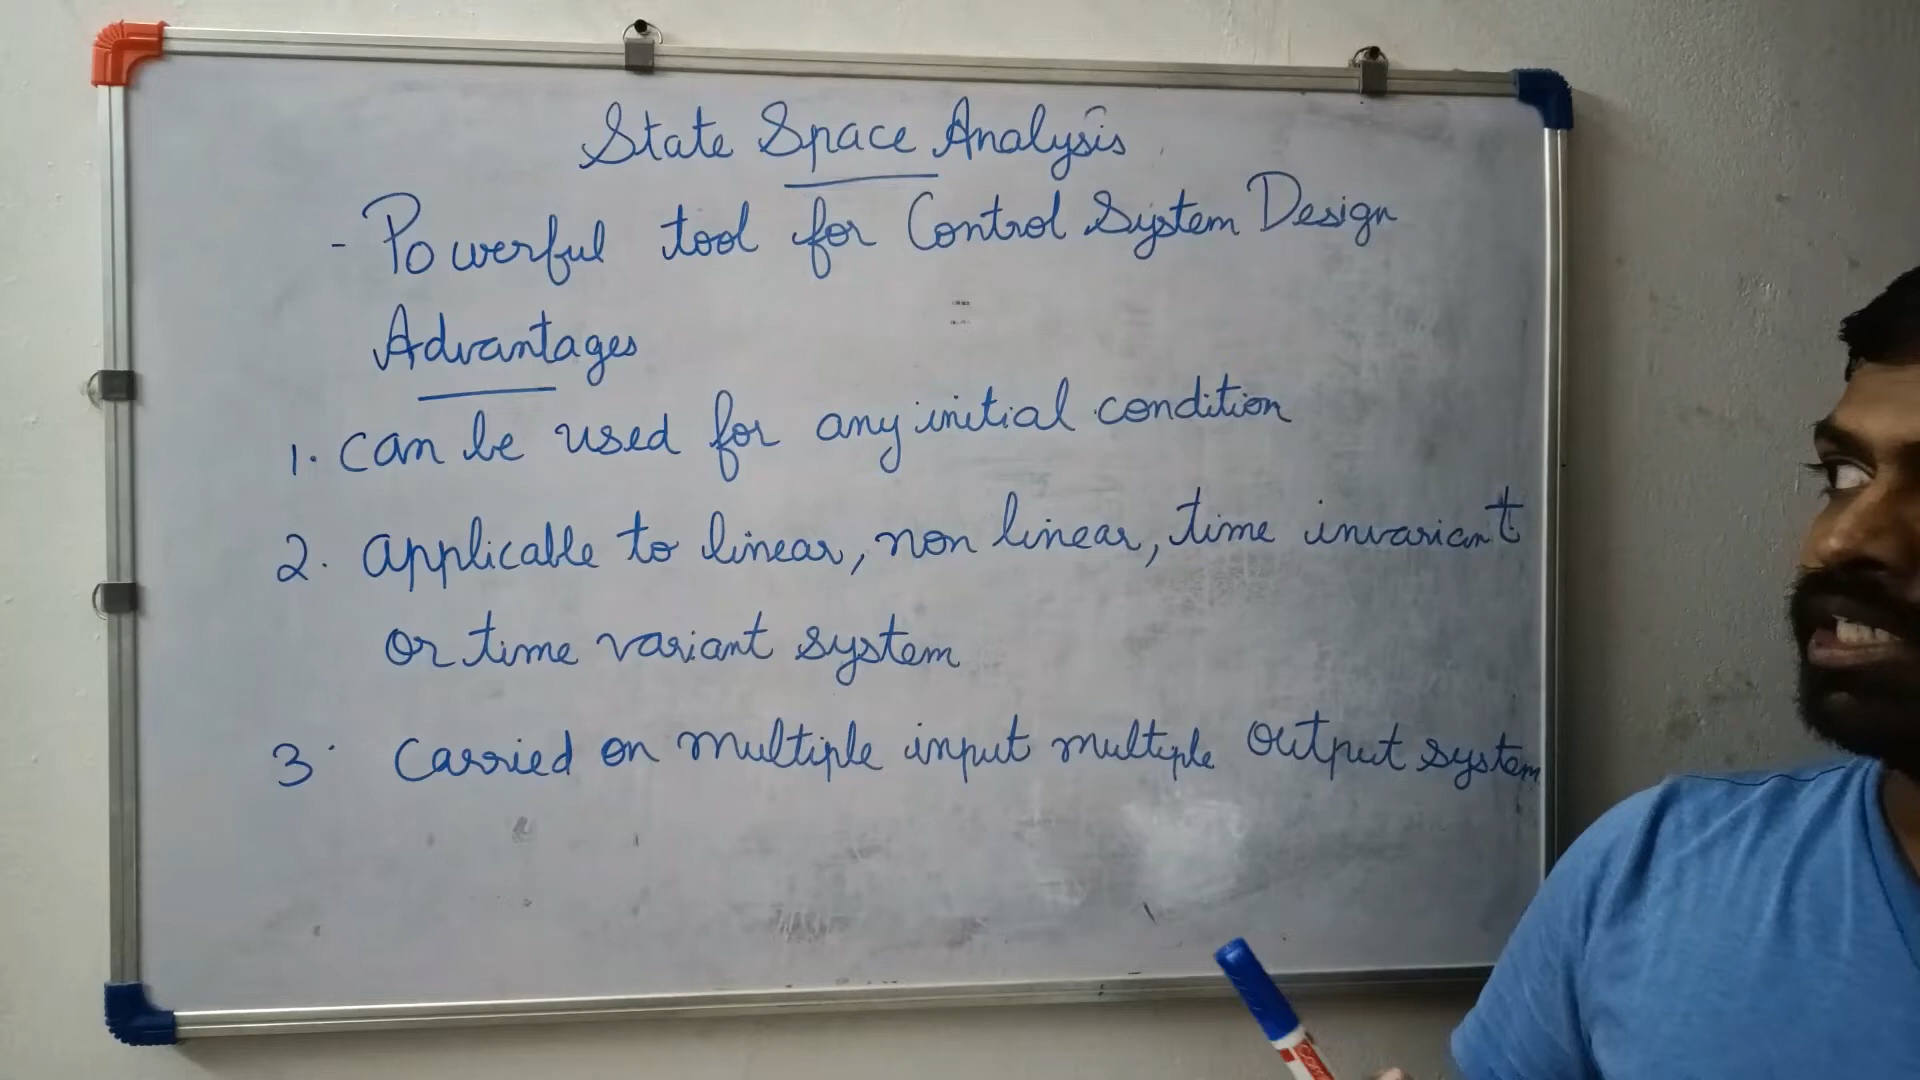 State Space Analysis
- Powerful tool for Control System Design
Advantages
1. can be used for any initial condition
2. applicable to linear, non linear, time invariant
or time variant system
3. Carried on multiple input multiple output system